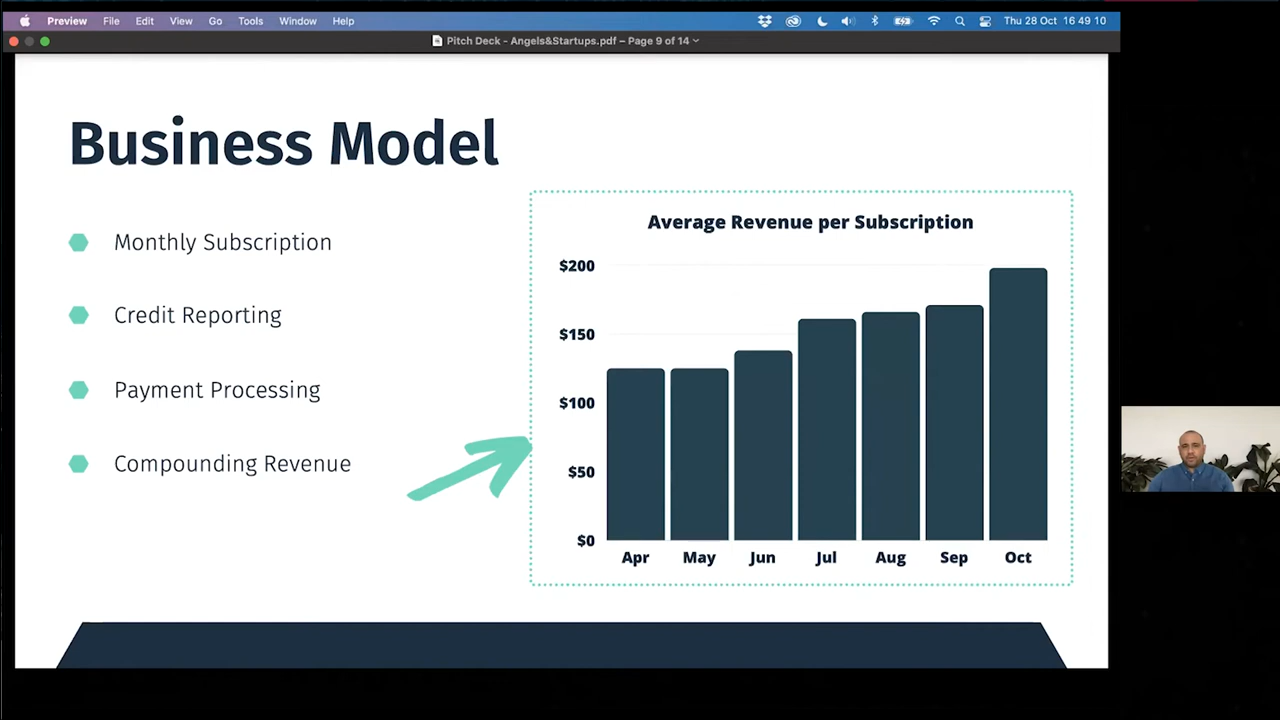 Preview File Edit View Go Tools Window Help Thu 28 Oct 16 49 10
Pitch Deck - Angels&Startups.pdf – Page 9 of 14
Business Model
Monthly Subscription
Credit Reporting
Payment Processing
Compounding Revenue
Average Revenue per Subscription
$200
$150
$100
$50
$0
Apr May Jun Jul Aug Sep Oct